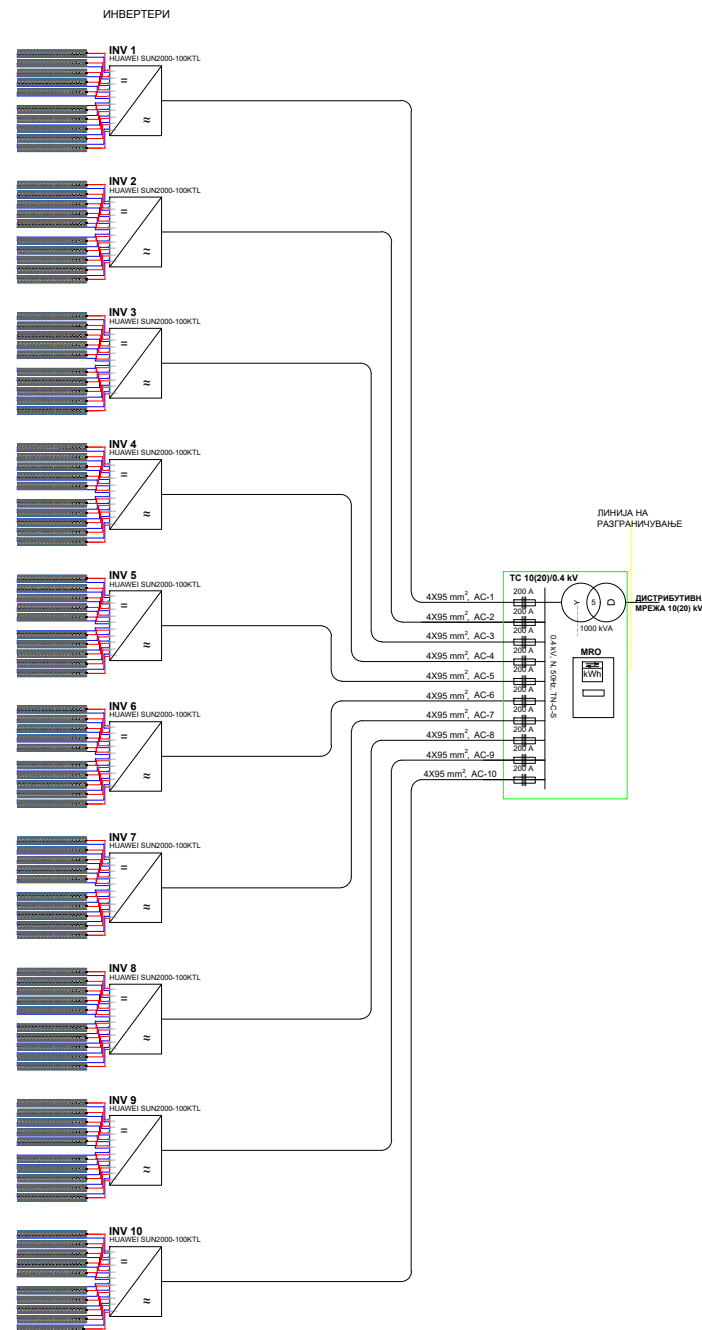 ИНВЕРТЕРИ
INV 1
HUAWEI SUN2000-100KTL
=
≈
INV 2
HUAWEI SUN2000-100KTL
=
≈
INV 3
HUAWEI SUN2000-100KTL
=
≈
INV 4
HUAWEI SUN2000-100KTL
=
≈
INV 5
HUAWEI SUN2000-100KTL
=
≈
INV 6
HUAWEI SUN2000-100KTL
=
≈
INV 7
HUAWEI SUN2000-100KTL
=
≈
INV 8
HUAWEI SUN2000-100KTL
=
≈
INV 9
HUAWEI SUN2000-100KTL
=
≈
INV 10
HUAWEI SUN2000-100KTL
=
≈
4X95 mm², AC-1
4X95 mm², AC-2
4X95 mm², AC-3
4X95 mm², AC-4
4X95 mm², AC-5
4X95 mm², AC-6
4X95 mm², AC-7
4X95 mm², AC-8
4X95 mm², AC-9
4X95 mm², AC-10
ТС 10(20)/0.4 kV
200 A
200 A
200 A
200 A
200 A
200 A
200 A
200 A
200 A
200 A
0.4 kV, N, 50Hz, TN-C-S
Y
5
D
1000 kVA
MRO
kWh
ЛИНИЈА НА
РАЗГРАНИЧУВАЊЕ
ДИСТРИБУТИВН
МРЕЖА 10(20) kV